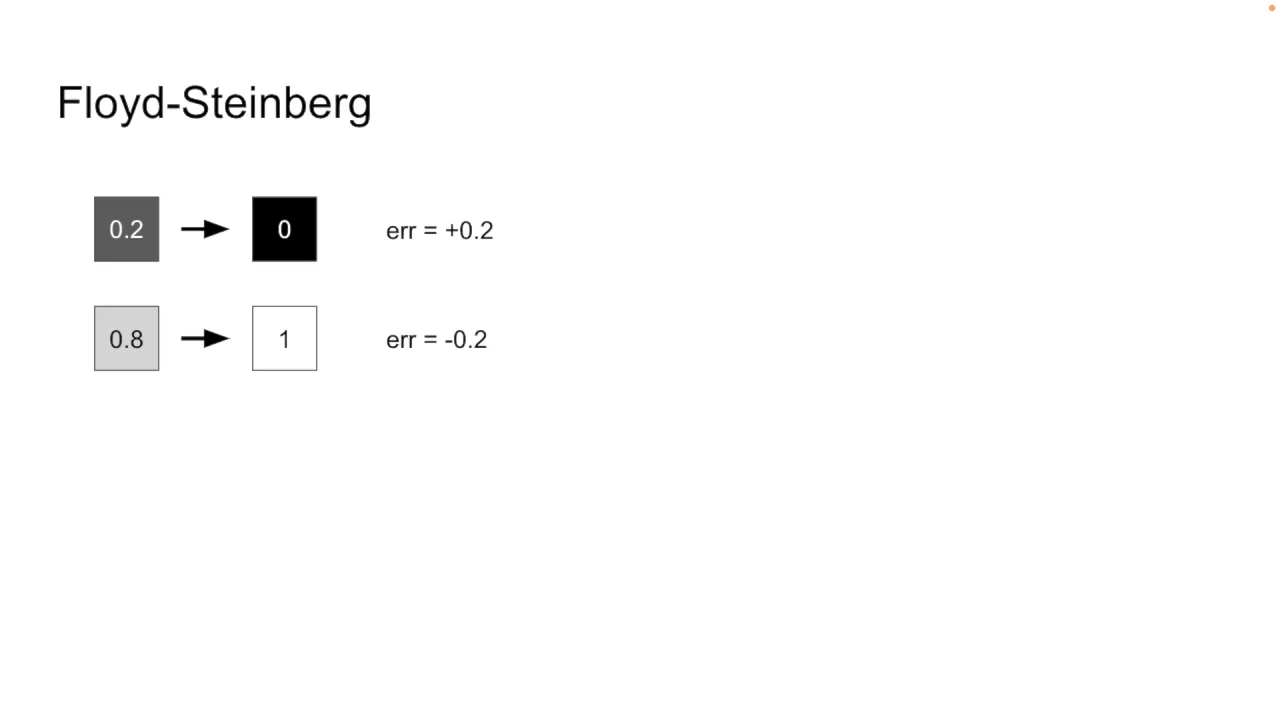 Floyd-Steinberg
0.2 0 err = +0.2
0.8 1 err = -0.2